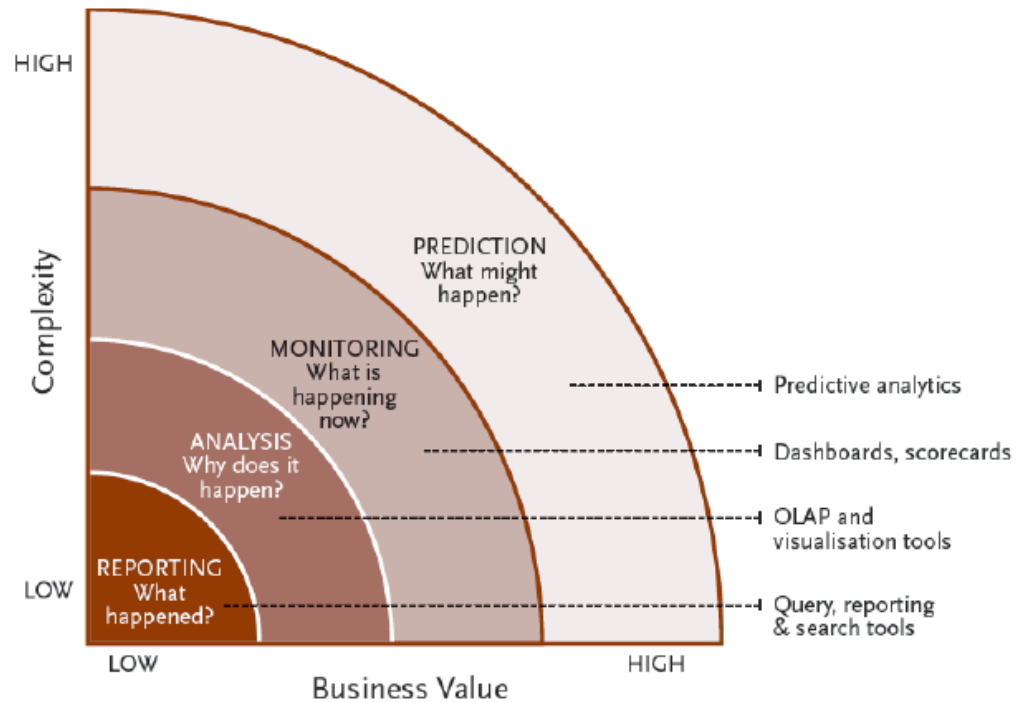 HIGH
Complexity
LOW
PREDICTION
What might
happen?
MONITORING
What is
happening
now?
ANALYSIS
Why does it
happen?
REPORTING
What
happened?
Predictive analytics
Dashboards, scorecards
OLAP and
visualisation tools
Query, reporting
& search tools
LOW
HIGH
Business Value